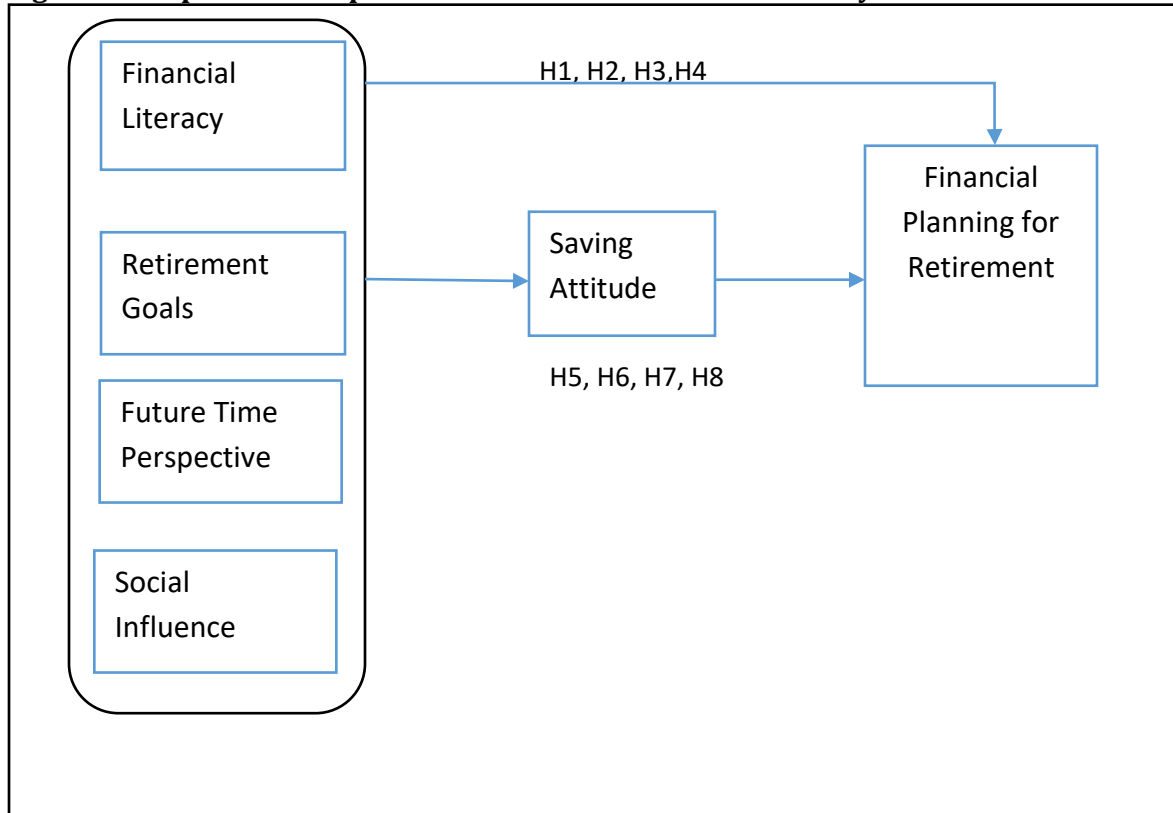 Financial
Literacy
H1, H2, H3,H4
Financial
Planning for
Retirement
Retirement
Goals
Saving
Attitude
H5, H6, H7, H8
Future Time
Perspective
Social
Influence